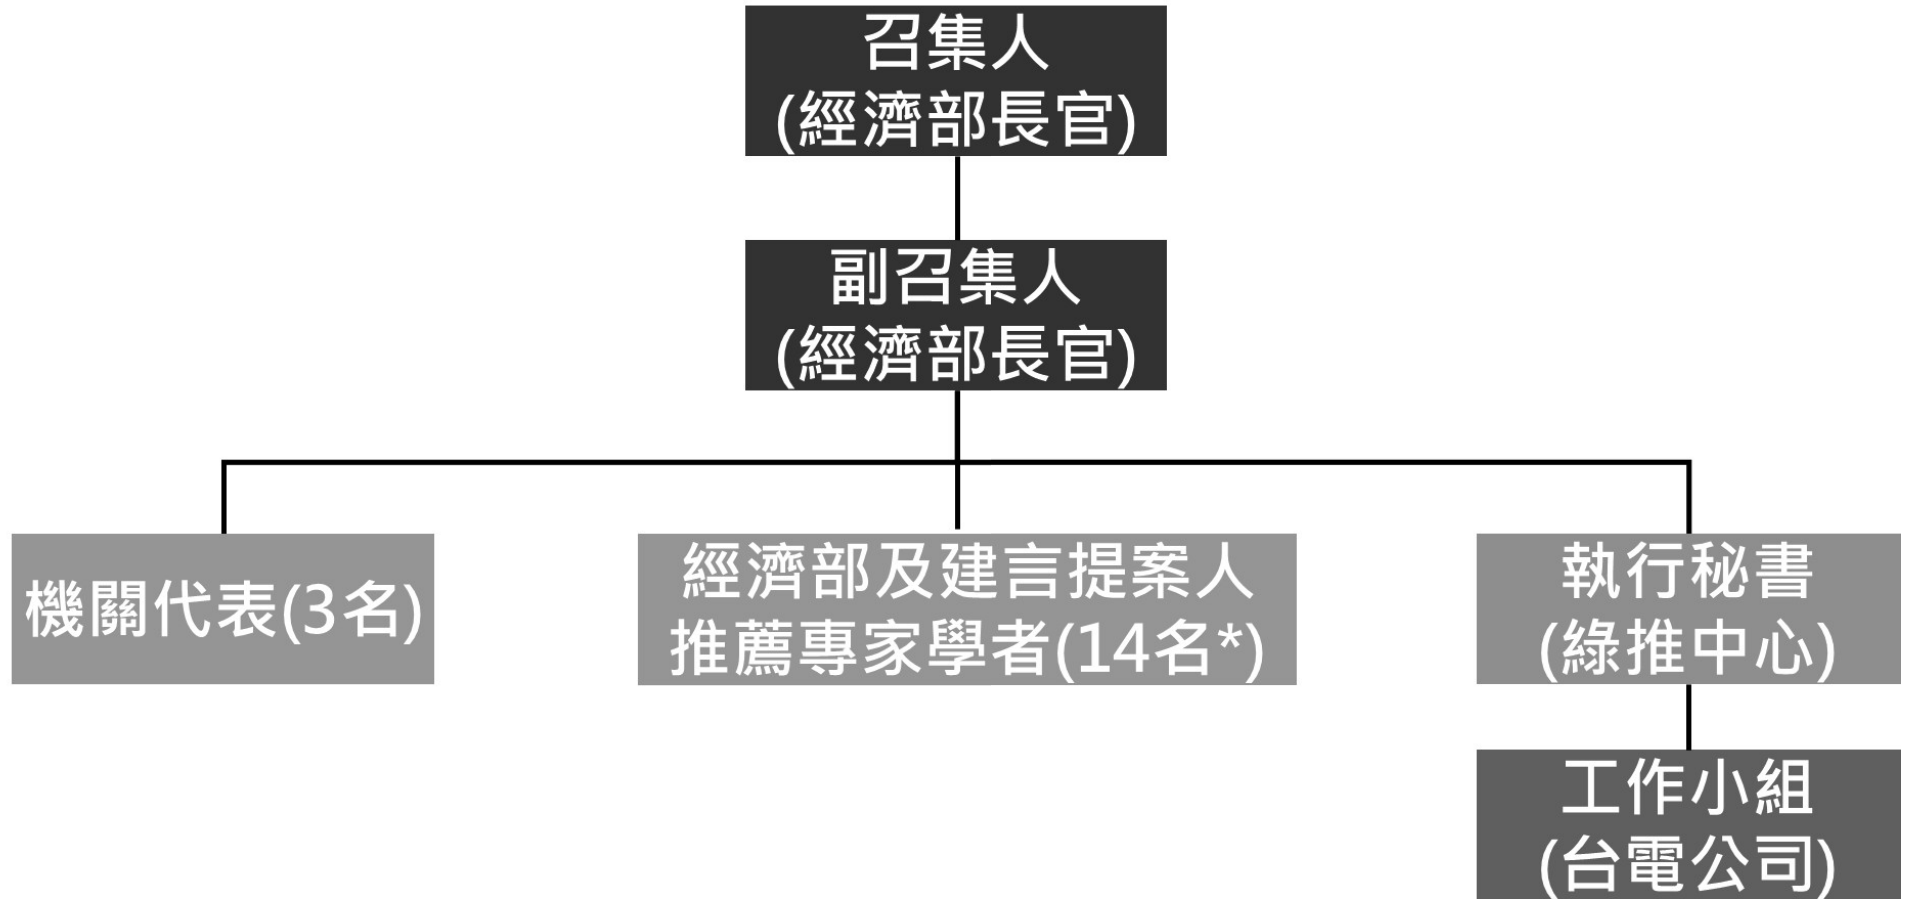 召集人
(經濟部長官)
副召集人
(經濟部長官)
機關代表(3名)
經濟部及建言提案人
推薦專家學者(14名*)
執行秘書
(綠推中心)
工作小組
(台電公司)